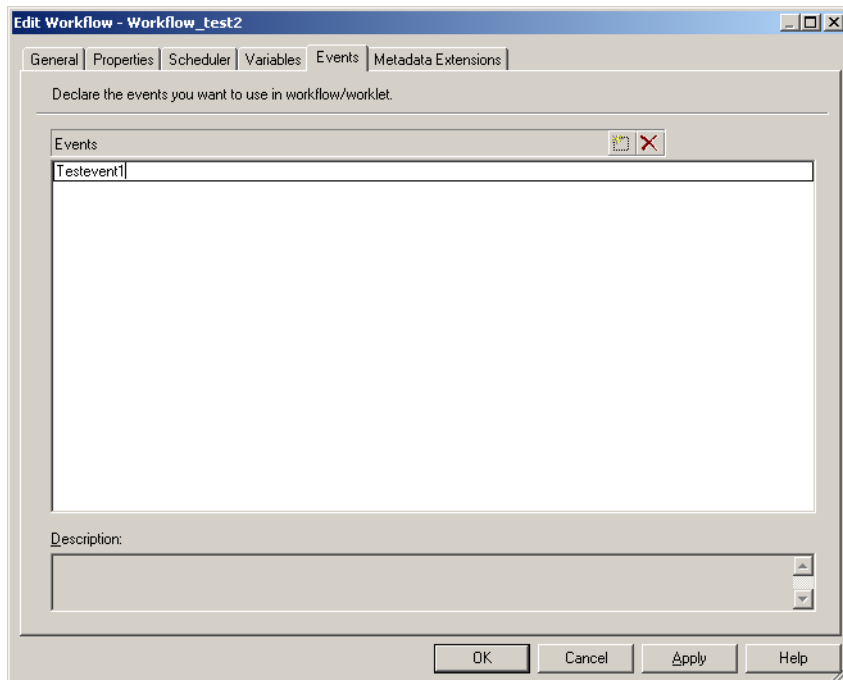 Edit Workflow - Workflow_test2
General Properties Scheduler Variables Events Metadata Extensions
Declare the events you want to use in workflow/worklet.
Events
Testevent1
Description:
OK Cancel Apply Help